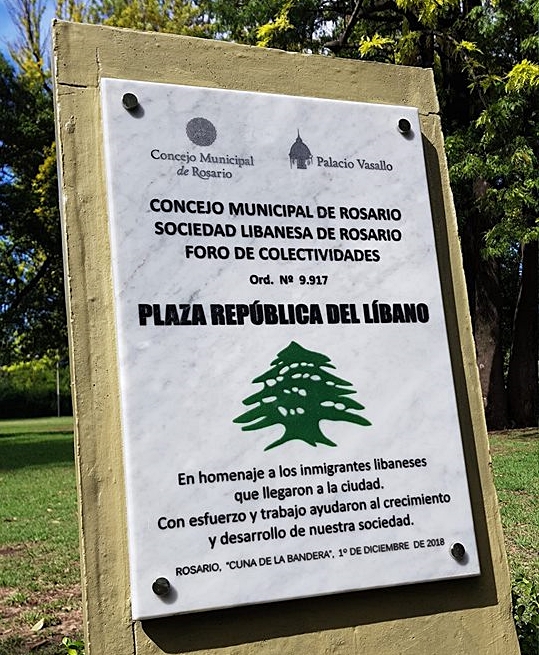 Concejo Municipal
de Rosario
Palacio Vasallo
CONCEJO MUNICIPAL DE ROSARIO
SOCIEDAD LIBANESA DE ROSARIO
FORO DE COLECTIVIDADES
Ord. Nº 9.917
PLAZA REPÚBLICA DEL LÍBANO
En homenaje a los inmigrantes libaneses
que llegaron a la ciudad.
Con esfuerzo y trabajo ayudaron al crecimiento
y desarrollo de nuestra sociedad.
ROSARIO, "CUNA DE LA BANDERA", 1º DE DICIEMBRE DE 2018